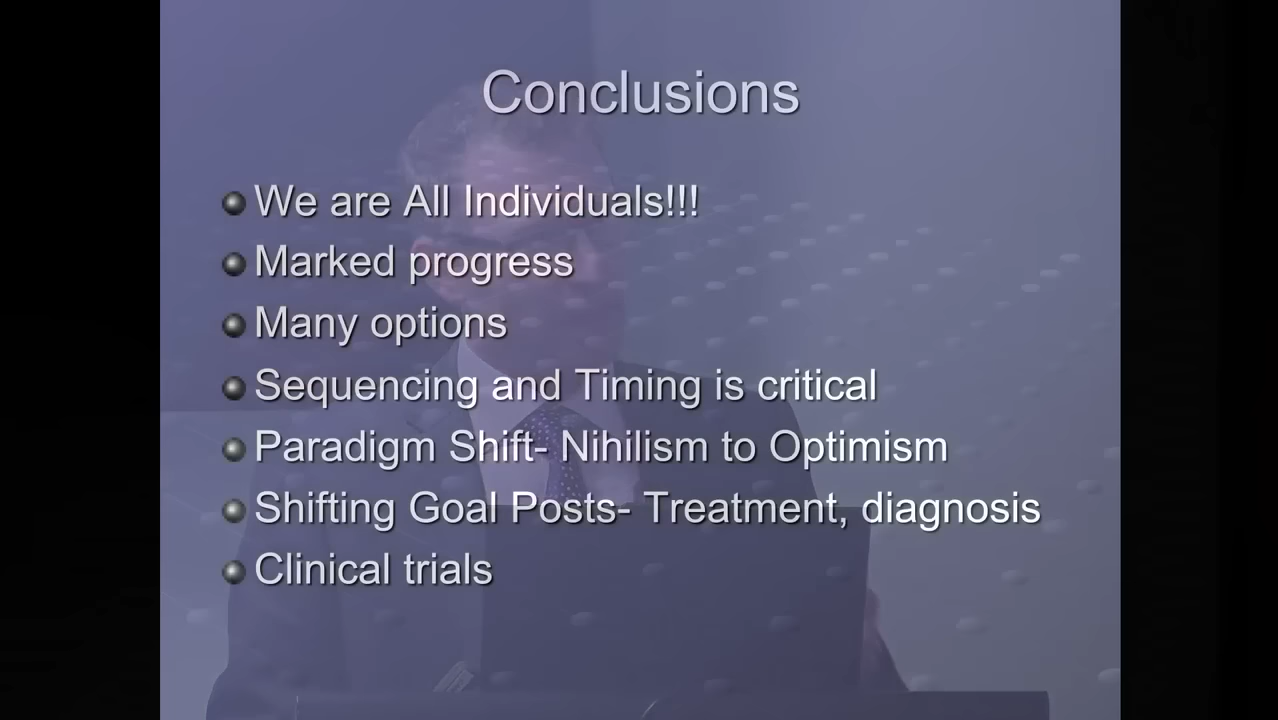 Conclusions
We are All Individuals!!!
Marked progress
Many options
Sequencing and Timing is critical
Paradigm Shift- Nihilism to Optimism
Shifting Goal Posts- Treatment, diagnosis
Clinical trials